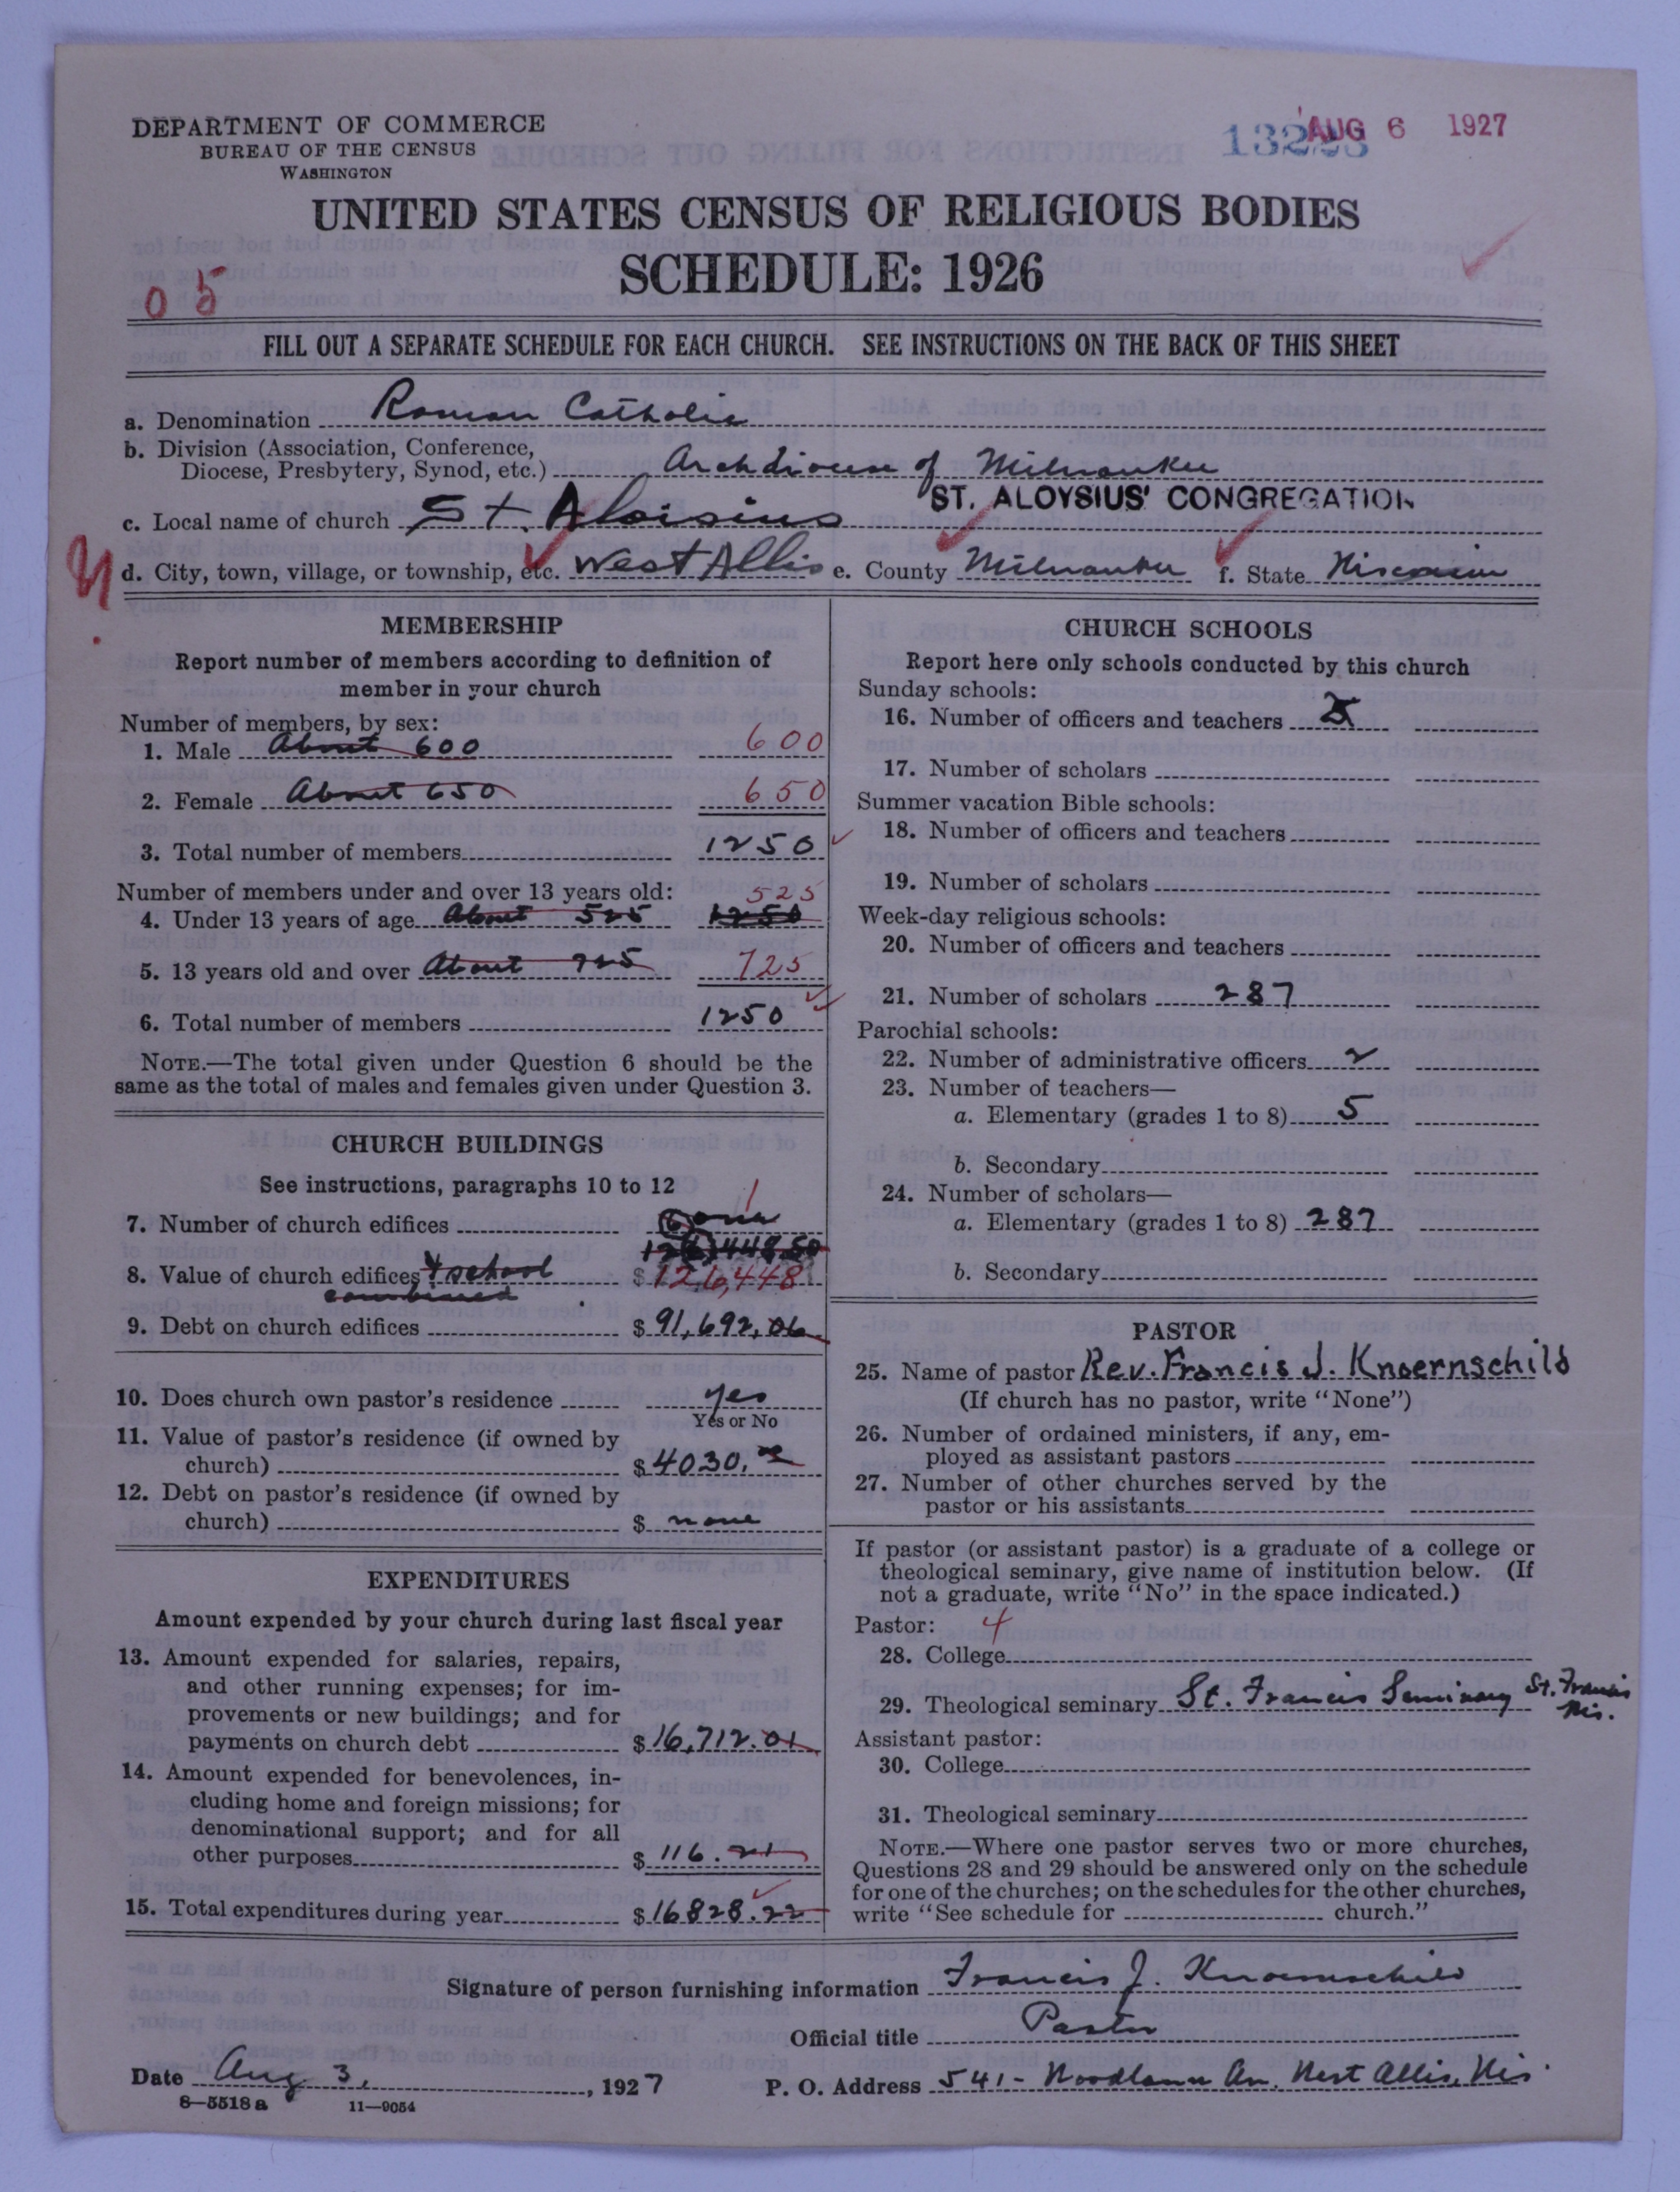 DEPARTMENT OF COMMERCE
BUREAU OF THE CENSUS
WASHINGTON
AUG 6 1927
UNITED STATES CENSUS OF RELIGIOUS BODIES
SCHEDULE: 1926
05
FILL OUT A SEPARATE SCHEDULE FOR EACH CHURCH. SEE INSTRUCTIONS ON THE BACK OF THIS SHEET
a. Denomination Roman Catholic
b. Division (Association, Conference,
Diocese, Presbytery, Synod, etc.) Archdiocese of Milwaukee
ST. ALOYSIUS' CONGREGATION
c. Local name of church St. Aloisius
d. City, town, village, or township, etc. West Allis e. County Milwaukee f. State Wisconsin
MEMBERSHIP
Report number of members according to definition of
member in your church
Number of members, by sex:
1. Male About 600 600
2. Female About 650 650
3. Total number of members 1250
Number of members under and over 13 years old: 525
4. Under 13 years of age About 525 1250
5. 13 years old and over About 725 725
6. Total number of members 1250
NOTE.—The total given under Question 6 should be the
same as the total of males and females given under Question 3.
CHURCH BUILDINGS
See instructions, paragraphs 10 to 12
1
7. Number of church edifices one
126,448.50
8. Value of church edifices & school $ 126,448
combined
9. Debt on church edifices $ 91,692.06
10. Does church own pastor's residence yes
Yes or No
11. Value of pastor's residence (if owned by
church) $ 4030.
12. Debt on pastor's residence (if owned by
church) $ none
EXPENDITURES
Amount expended by your church during last fiscal year
13. Amount expended for salaries, repairs,
and other running expenses; for im-
provements or new buildings; and for
payments on church debt $ 16,712.01
14. Amount expended for benevolences, in-
cluding home and foreign missions; for
denominational support; and for all
other purposes $ 116.21
15. Total expenditures during year $ 16828.22
CHURCH SCHOOLS
Report here only schools conducted by this church
Sunday schools:
16. Number of officers and teachers
17. Number of scholars
Summer vacation Bible schools:
18. Number of officers and teachers
19. Number of scholars
Week-day religious schools:
20. Number of officers and teachers
21. Number of scholars 287
Parochial schools:
22. Number of administrative officers 2
23. Number of teachers—
a. Elementary (grades 1 to 8) 5
b. Secondary
24. Number of scholars—
a. Elementary (grades 1 to 8) 287
b. Secondary
PASTOR
25. Name of pastor Rev. Francis J. Knoernschild
(If church has no pastor, write "None")
26. Number of ordained ministers, if any, em-
ployed as assistant pastors
27. Number of other churches served by the
pastor or his assistants
If pastor (or assistant pastor) is a graduate of a college or
theological seminary, give name of institution below. (If
not a graduate, write "No" in the space indicated.)
Pastor: 4
28. College
29. Theological seminary St. Francis Seminary St. Francis
Wis.
Assistant pastor:
30. College
31. Theological seminary
NOTE.—Where one pastor serves two or more churches,
Questions 28 and 29 should be answered only on the schedule
for one of the churches; on the schedules for the other churches,
write "See schedule for church."
Signature of person furnishing information Francis J. Knoernschild
Official title Pastor
Date Aug 3, 1927 P. O. Address 541 - Woodlawn Av. West Allis, Wis.
8—5518 a 11—9054